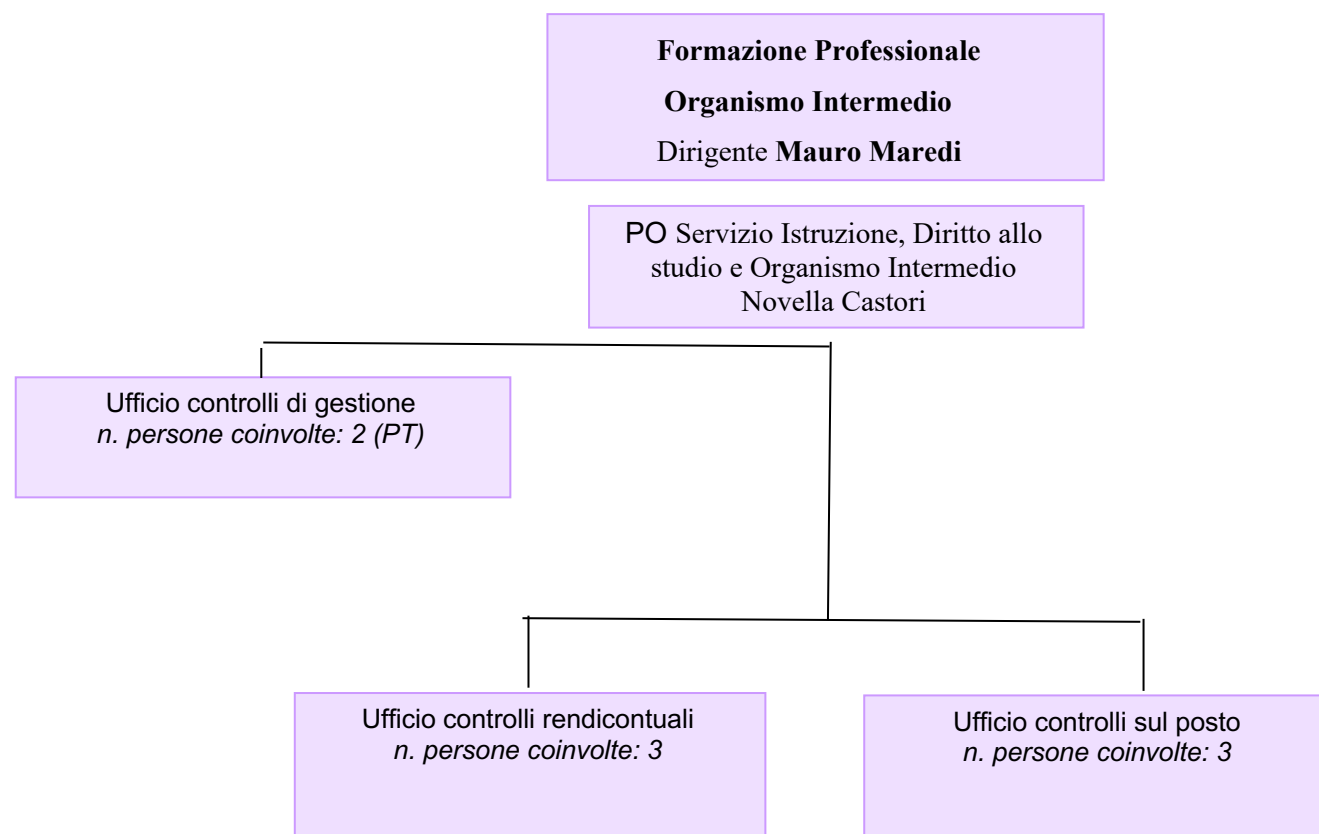 Formazione Professionale
Organismo Intermedio
Dirigente Mauro Maredi
PO Servizio Istruzione, Diritto allo
studio e Organismo Intermedio
Novella Castori
Ufficio controlli di gestione
n. persone coinvolte: 2 (PT)
Ufficio controlli rendicontuali
n. persone coinvolte: 3
Ufficio controlli sul posto
n. persone coinvolte: 3